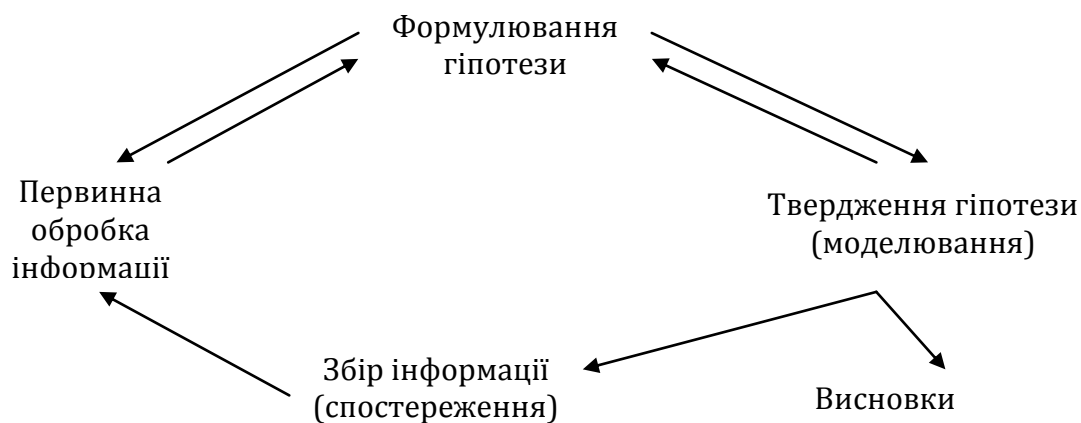 Формулювання
гіпотези
Первинна
обробка
інформації
Твердження гіпотези
(моделювання)
Збір інформації
(спостереження)
Висновки